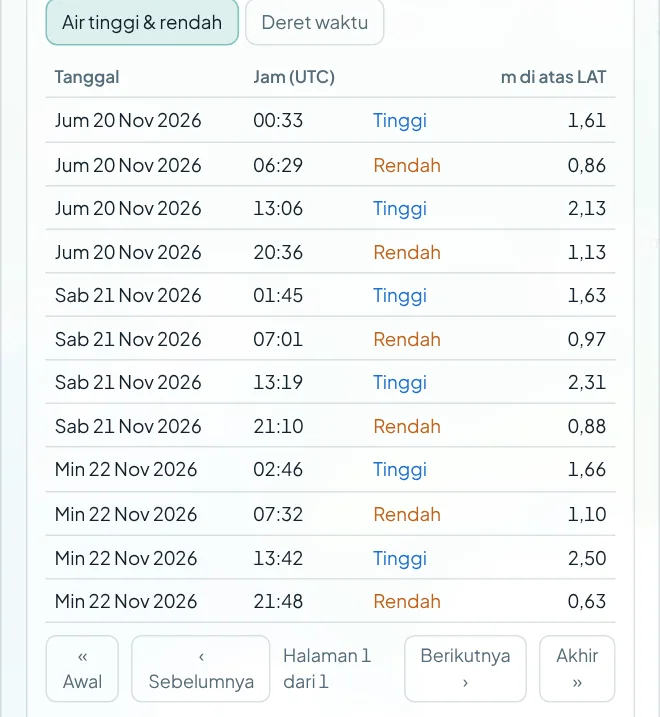 Air tinggi & rendah Deret waktu
Tanggal Jam (UTC) m di atas LAT
Jum 20 Nov 2026 00:33 Tinggi 1,61
Jum 20 Nov 2026 06:29 Rendah 0,86
Jum 20 Nov 2026 13:06 Tinggi 2,13
Jum 20 Nov 2026 20:36 Rendah 1,13
Sab 21 Nov 2026 01:45 Tinggi 1,63
Sab 21 Nov 2026 07:01 Rendah 0,97
Sab 21 Nov 2026 13:19 Tinggi 2,31
Sab 21 Nov 2026 21:10 Rendah 0,88
Min 22 Nov 2026 02:46 Tinggi 1,66
Min 22 Nov 2026 07:32 Rendah 1,10
Min 22 Nov 2026 13:42 Tinggi 2,50
Min 22 Nov 2026 21:48 Rendah 0,63
«
Awal
‹
Sebelumnya
Halaman 1
dari 1
Berikutnya
›
Akhir
»